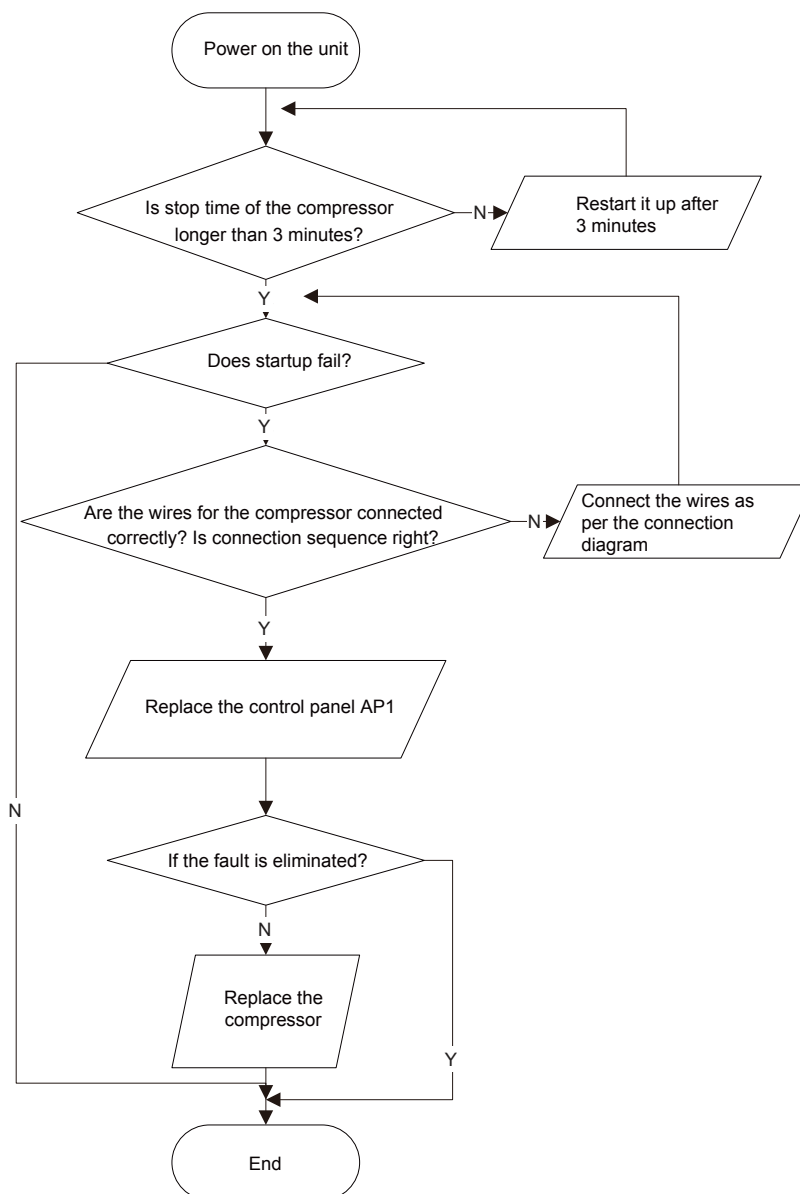 Power on the unit
Is stop time of the compressor
longer than 3 minutes?
N
Restart it up after
3 minutes
Y
Does startup fail?
Y
Are the wires for the compressor connected
correctly? Is connection sequence right?
N
Connect the wires as
per the connection
diagram
Y
Replace the control panel AP1
N
If the fault is eliminated?
N
Replace the
compressor
Y
End